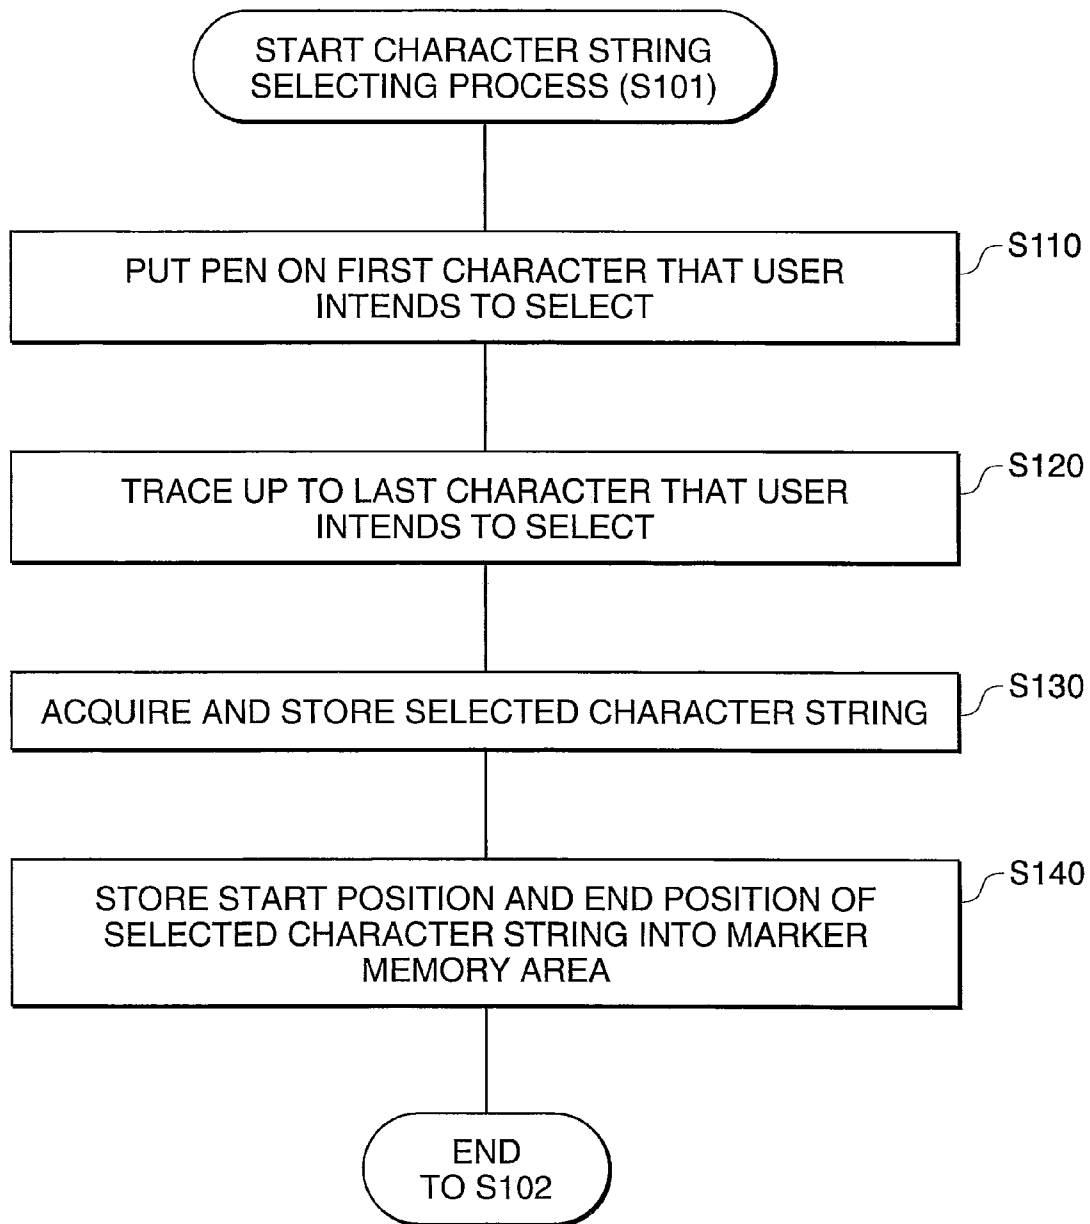 START CHARACTER STRING
SELECTING PROCESS (S101)
S110
PUT PEN ON FIRST CHARACTER THAT USER
INTENDS TO SELECT
S120
TRACE UP TO LAST CHARACTER THAT USER
INTENDS TO SELECT
S130
ACQUIRE AND STORE SELECTED CHARACTER STRING
S140
STORE START POSITION AND END POSITION OF
SELECTED CHARACTER STRING INTO MARKER
MEMORY AREA
END
TO S102